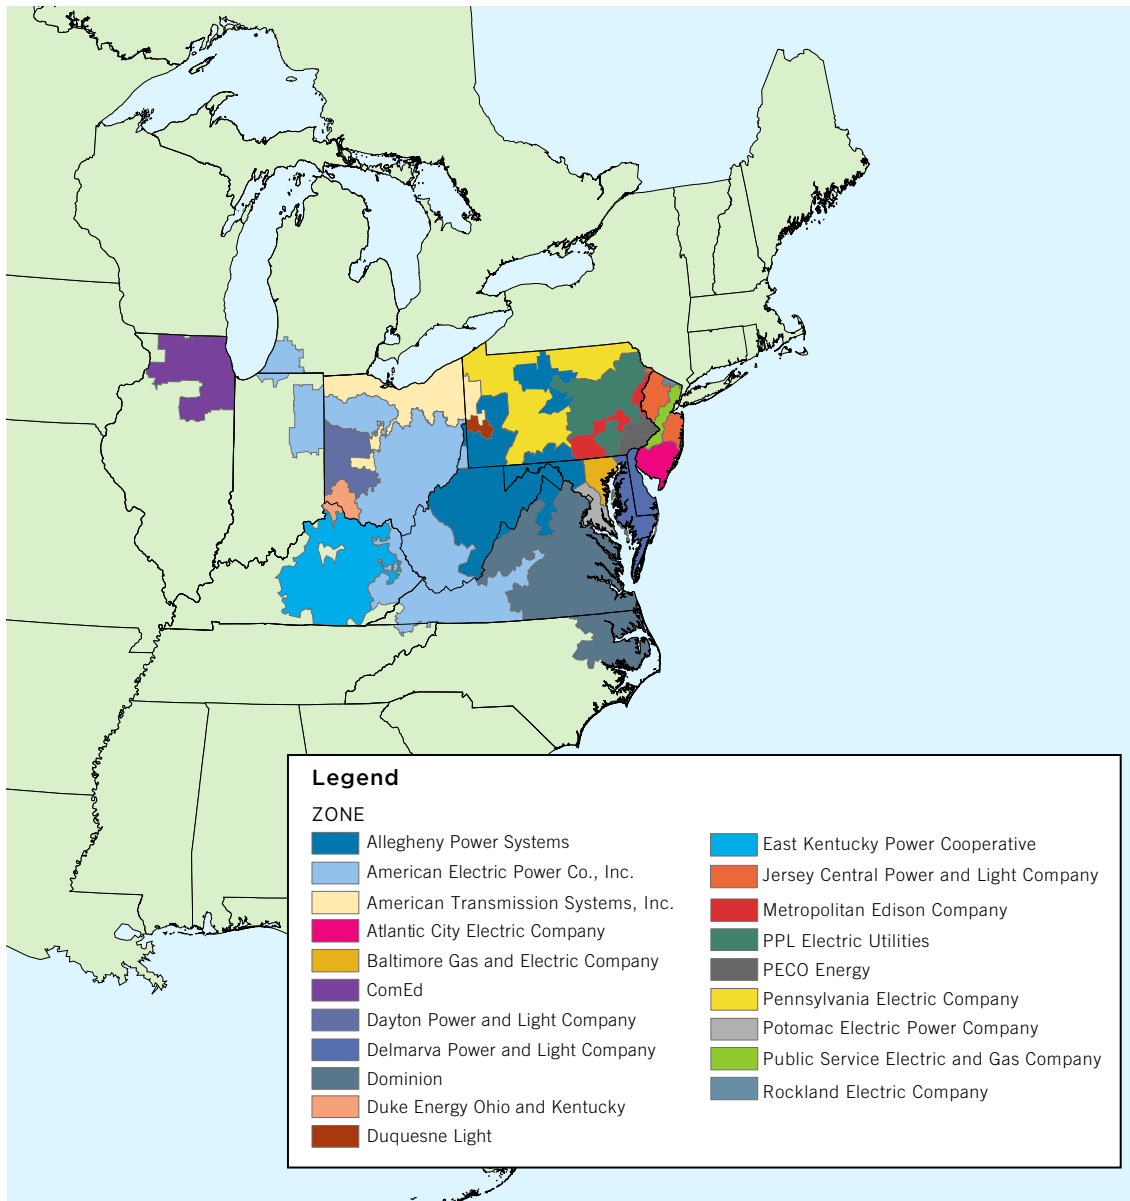 Legend
ZONE
Allegheny Power Systems
American Electric Power Co., Inc.
American Transmission Systems, Inc.
Atlantic City Electric Company
Baltimore Gas and Electric Company
ComEd
Dayton Power and Light Company
Delmarva Power and Light Company
Dominion
Duke Energy Ohio and Kentucky
Duquesne Light
East Kentucky Power Cooperative
Jersey Central Power and Light Company
Metropolitan Edison Company
PPL Electric Utilities
PECO Energy
Pennsylvania Electric Company
Potomac Electric Power Company
Public Service Electric and Gas Company
Rockland Electric Company